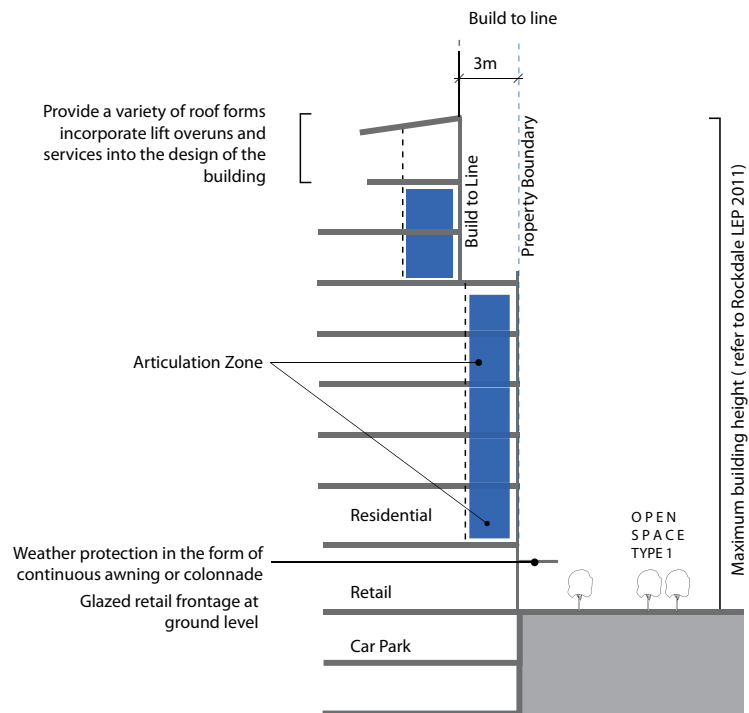 Build to line
3m
Provide a variety of roof forms
incorporate lift overuns and
services into the design of the
building
Build to Line
Property Boundary
Maximum building height ( refer to Rockdale LEP 2011)
Articulation Zone
Residential
OPEN
SPACE
TYPE 1
Weather protection in the form of
continuous awning or colonnade
Glazed retail frontage at
ground level
Retail
Car Park